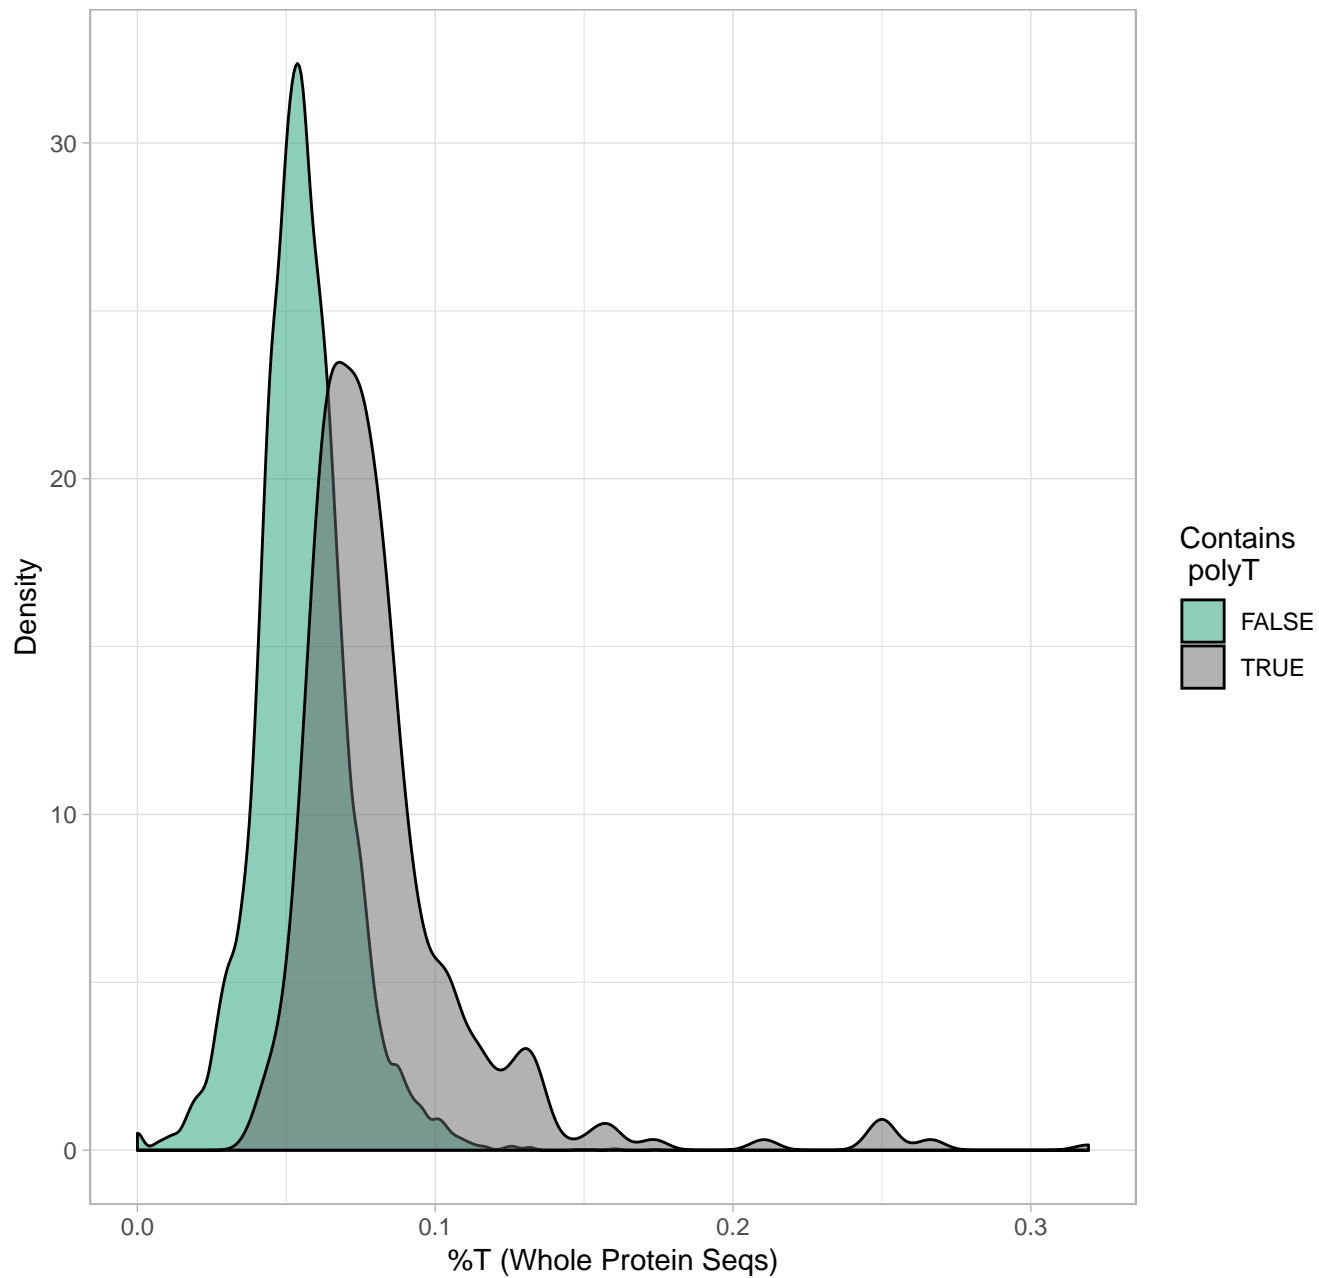 30
20
10
0
Density
0.0
0.1
0.2
0.3
%T (Whole Protein Seqs)
Contains
polyT
FALSE
TRUE